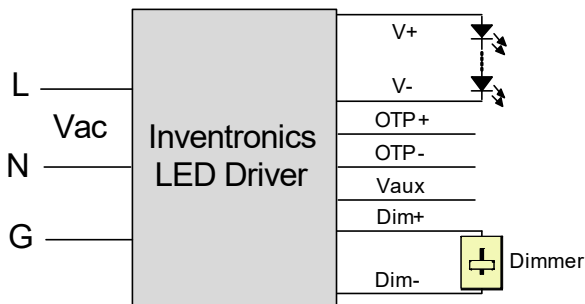 L
Vac
N
G
Inventronics
LED Driver
V+
V-
OTP+
OTP-
Vaux
Dim+
Dim-
Dimmer